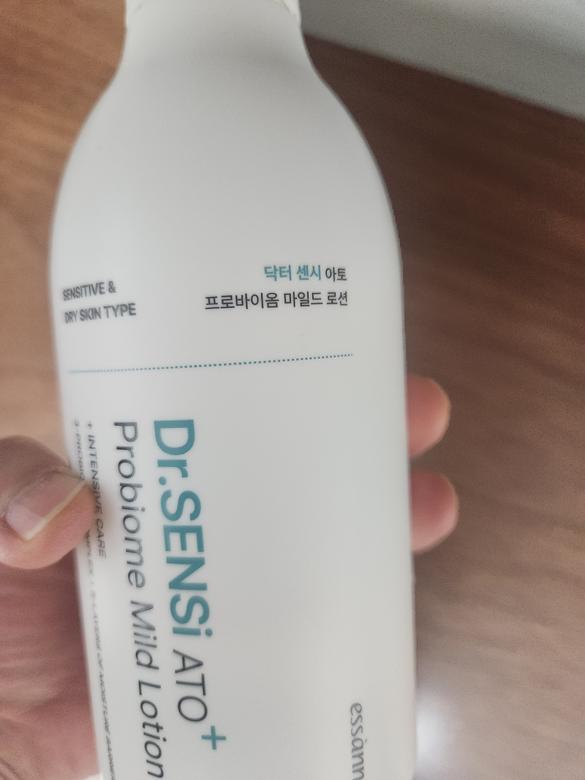 닥터 센시 아토
프로바이옴 마일드 로션
SENSITIVE &
DRY SKIN TYPE
Dr.SENSi ATO+
Probiome Mild Lotion
+ INTENSIVE CARE